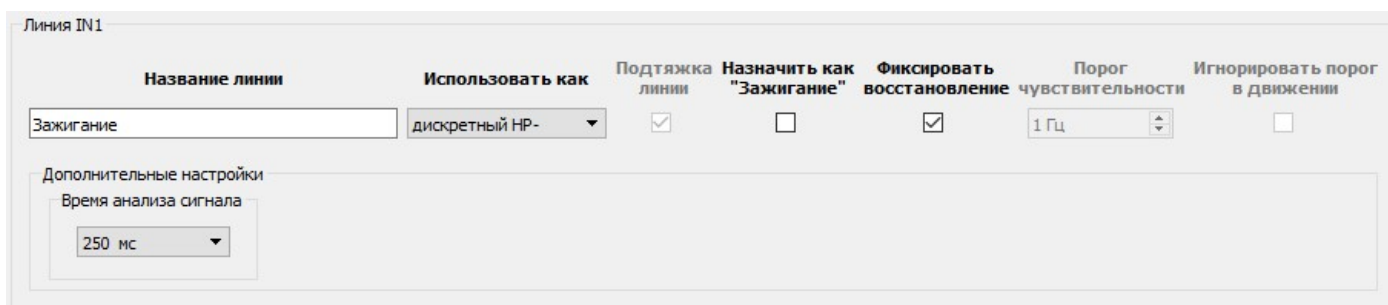 Линия IN1
Название линии
Использовать как
Подтяжка линии
Назначить как "Зажигание"
Фиксировать восстановление
Порог чувствительности
Игнорировать порог в движении
Зажигание
дискретный НР-
1 Гц
Дополнительные настройки
Время анализа сигнала
250 мс